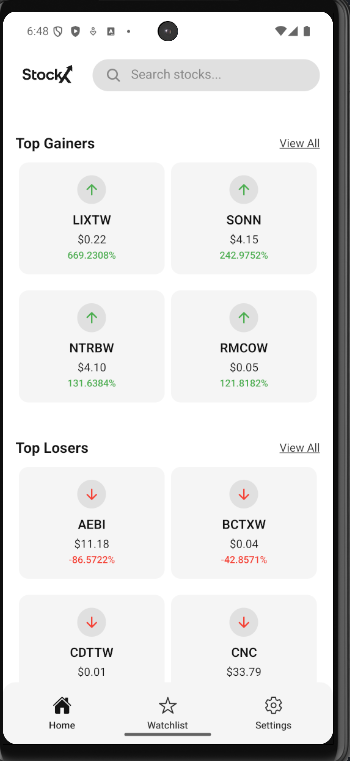 6:48
StockX Search stocks...
Top Gainers View All
LIXTW SONN
$0.22 $4.15
669.2308% 242.9752%
NTRBW RMCOW
$4.10 $0.05
131.6384% 121.8182%
Top Losers View All
AEBI BCTXW
$11.18 $0.04
-86.5722% -42.8571%
CDTTW CNC
$0.01 $33.79
Home Watchlist Settings